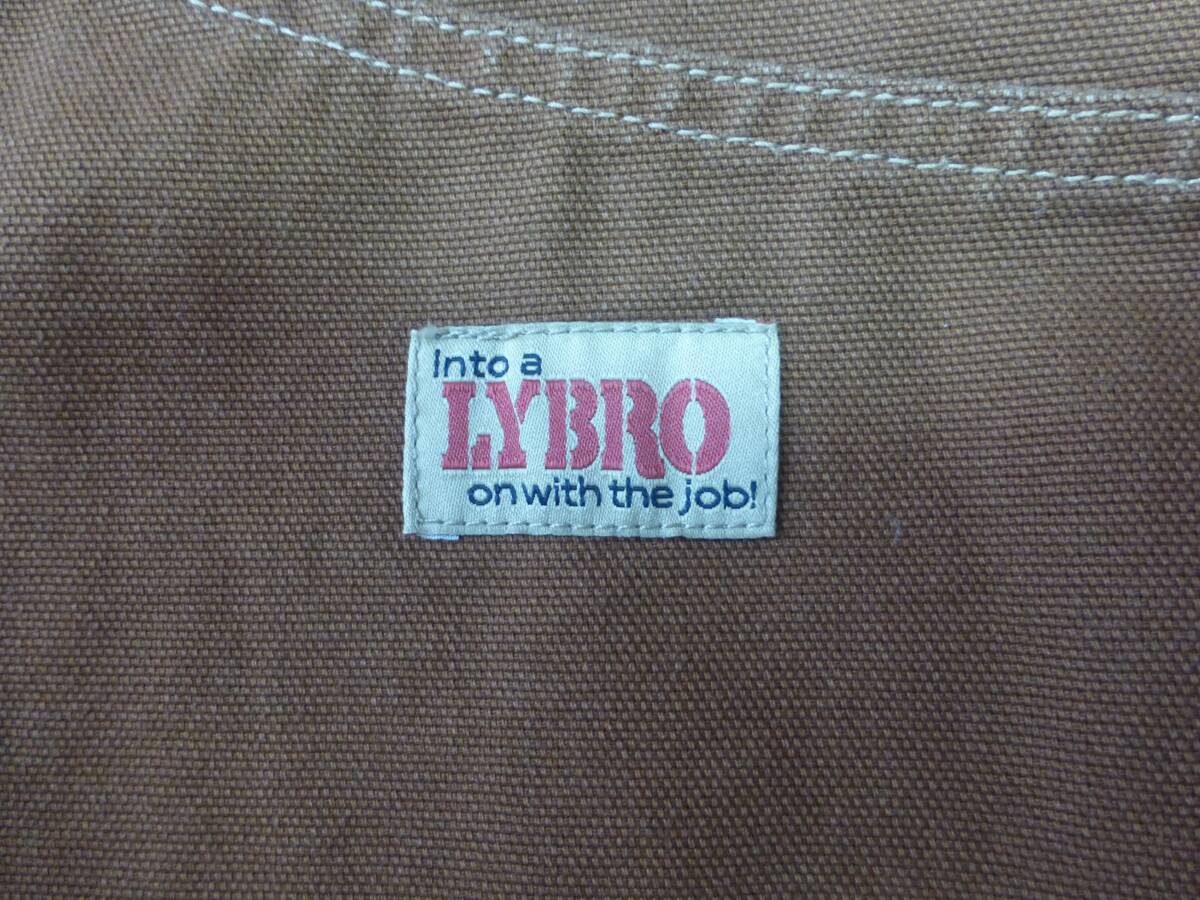 Into a
LYBRO
on with the job!